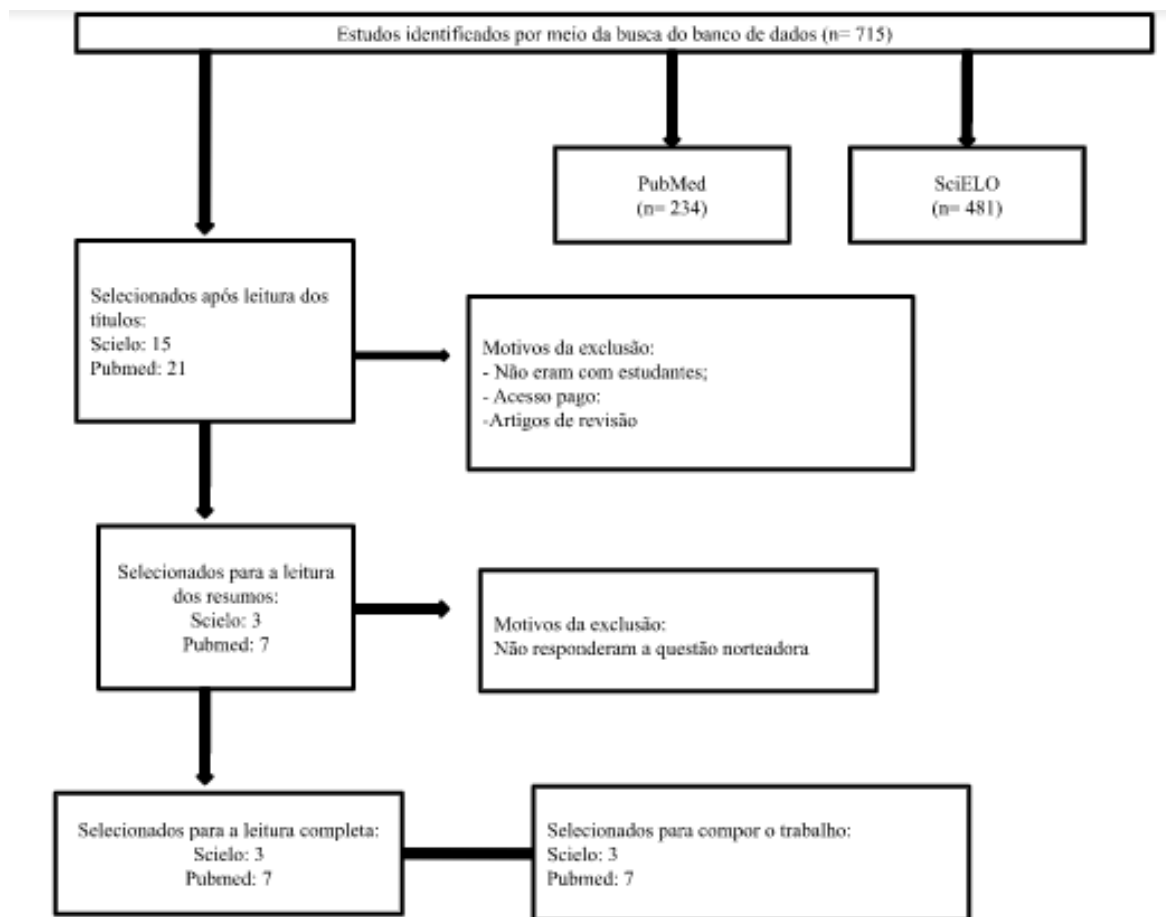 Estudos identificados por meio da busca do banco de dados (n= 715)
PubMed
(n= 234)
SciELO
(n= 481)
Selecionados após leitura dos
títulos:
Scielo: 15
Pubmed: 21
Motivos da exclusão:
- Não eram com estudantes;
- Acesso pago:
-Artigos de revisão
Selecionados para a leitura
dos resumos:
Scielo: 3
Pubmed: 7
Motivos da exclusão:
Não responderam a questão norteadora
Selecionados para a leitura completa:
Scielo: 3
Pubmed: 7
Selecionados para compor o trabalho:
Scielo: 3
Pubmed: 7